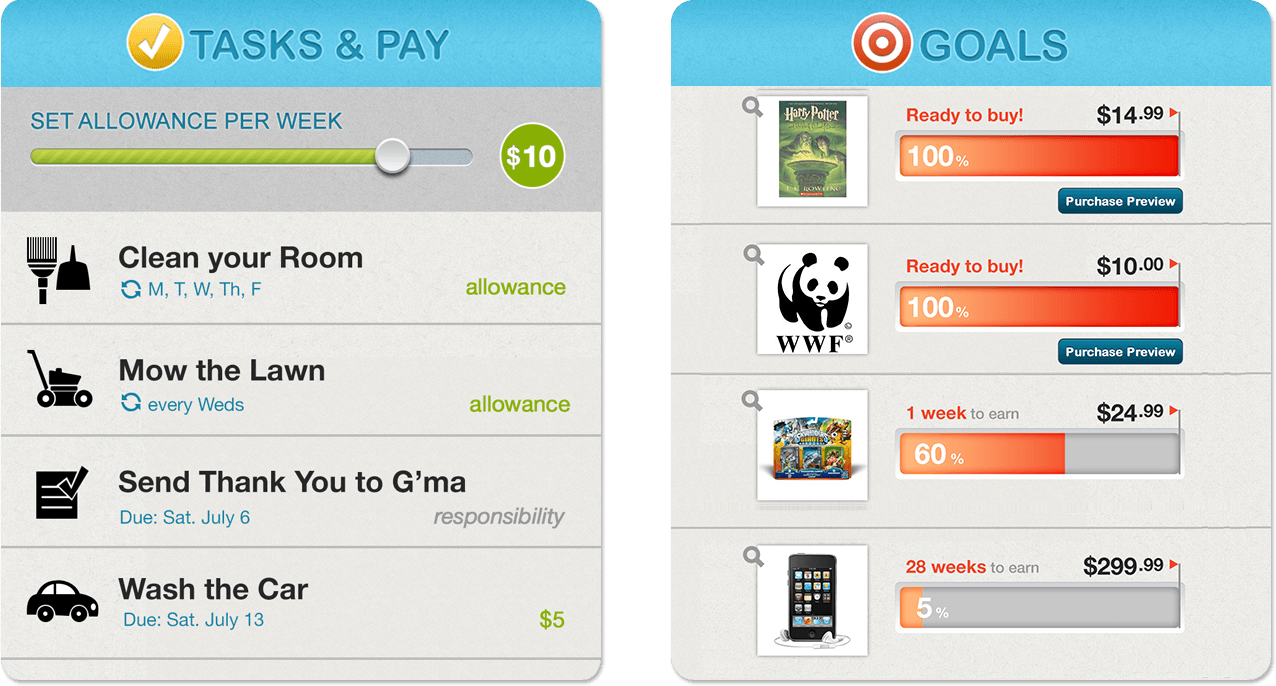 TASKS & PAY
SET ALLOWANCE PER WEEK
$10
Clean your Room
M, T, W, Th, F
allowance
Mow the Lawn
every Weds
allowance
Send Thank You to G’ma
Due: Sat. July 6
responsibility
Wash the Car
Due: Sat. July 13
$5
GOALS
Harry Potter
J.K. ROWLING
Ready to buy!
$14.99
100%
Purchase Preview
WWF®
©
Ready to buy!
$10.00
100%
Purchase Preview
GIANTS
1 week to earn
$24.99
60 %
28 weeks to earn
$299.99
5 %